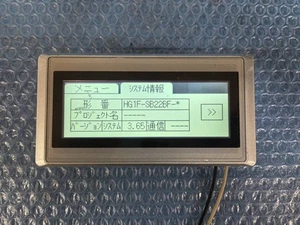 メニュー システム情報
形 番 HG1F-SB22BF-*
プロジェクト名 -----
バージョン システム 3.65 通信 ----
>>